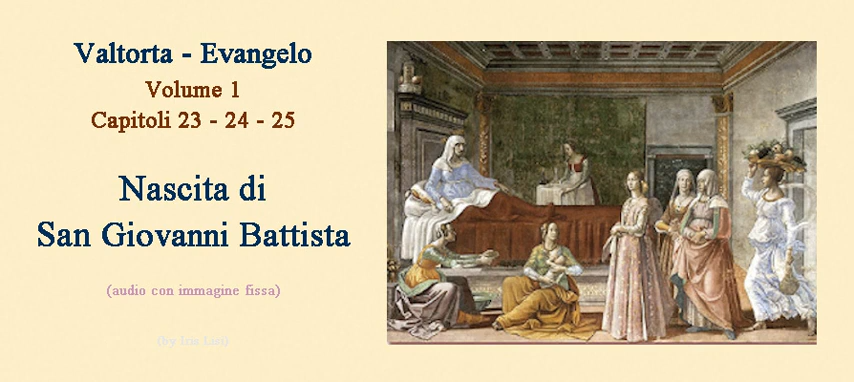 Valtorta - Evangelo
Volume 1
Capitoli 23 - 24 - 25
Nascita di
San Giovanni Battista
(audio con immagine fissa)